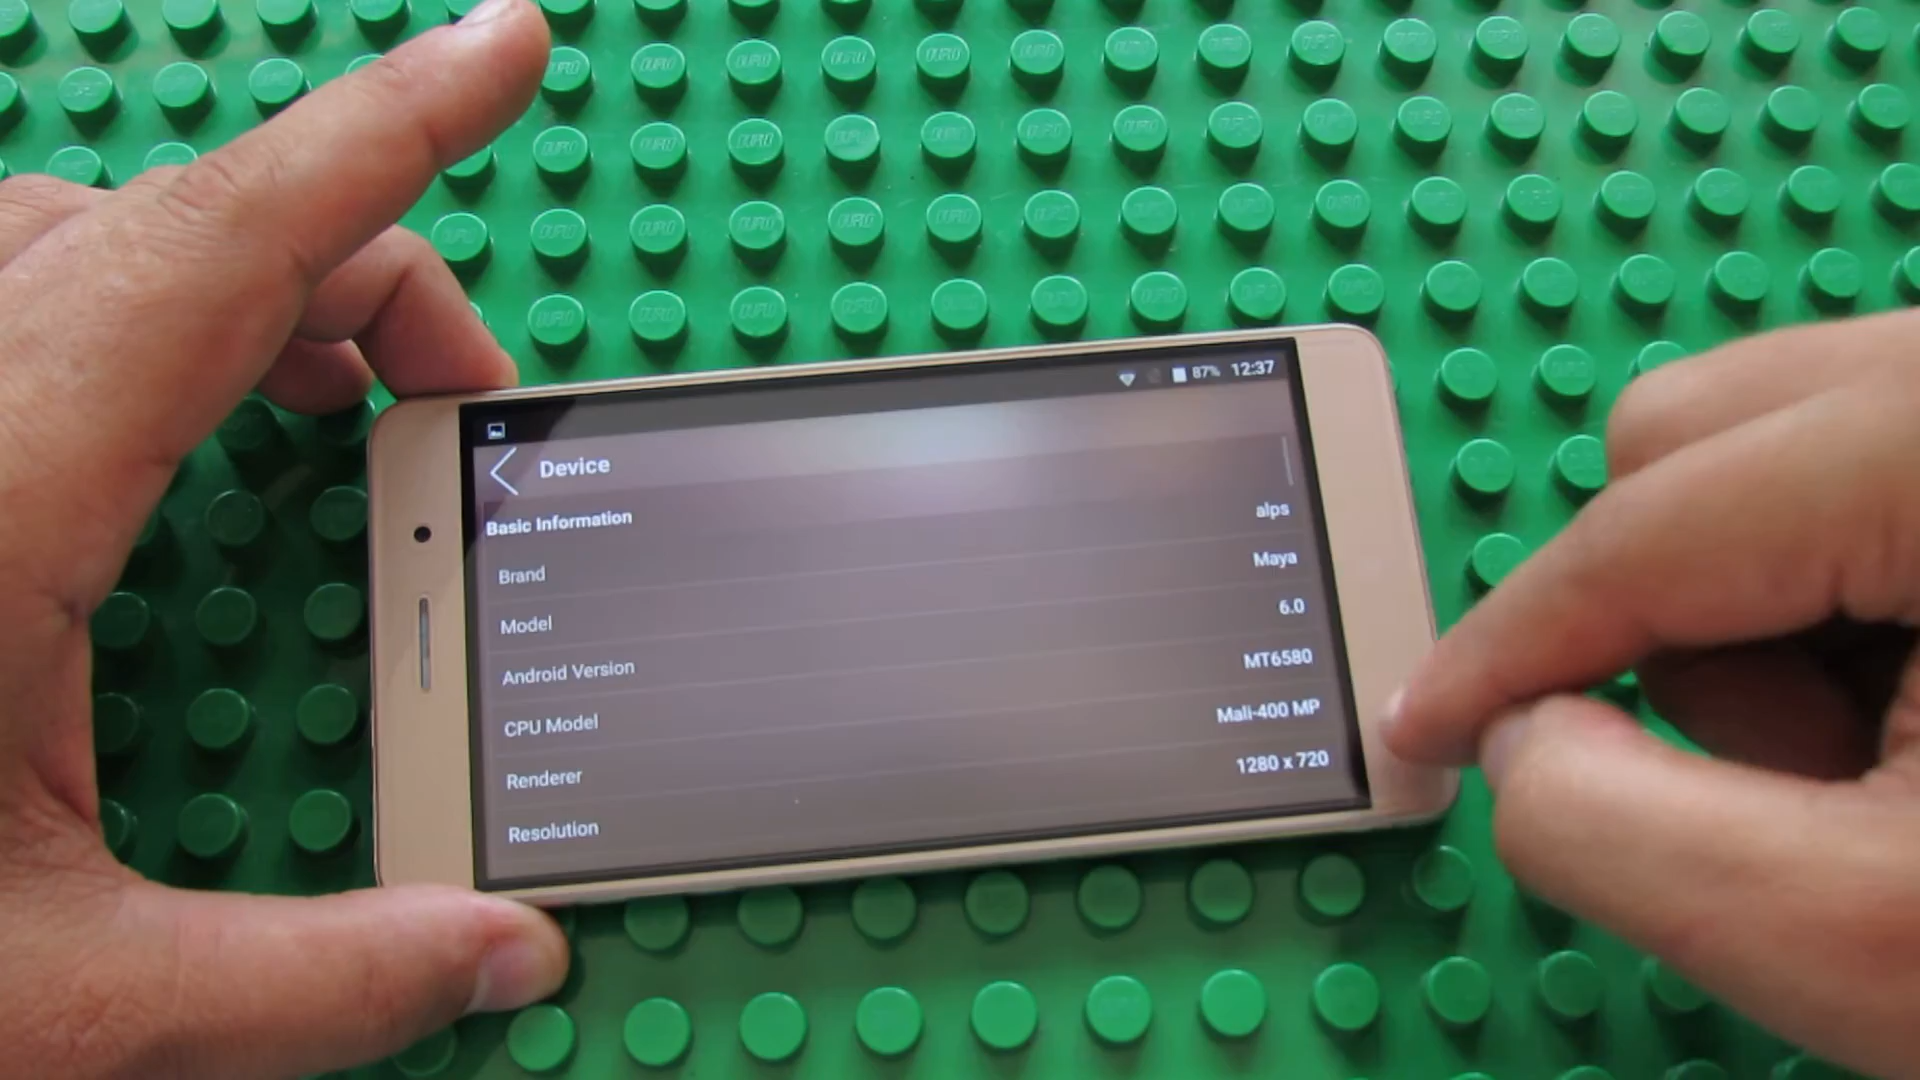 87% 12:37
Device
Basic Information
Brand alps
Model Maya
Android Version 6.0
CPU Model MT6580
Renderer Mali-400 MP
Resolution 1280 x 720